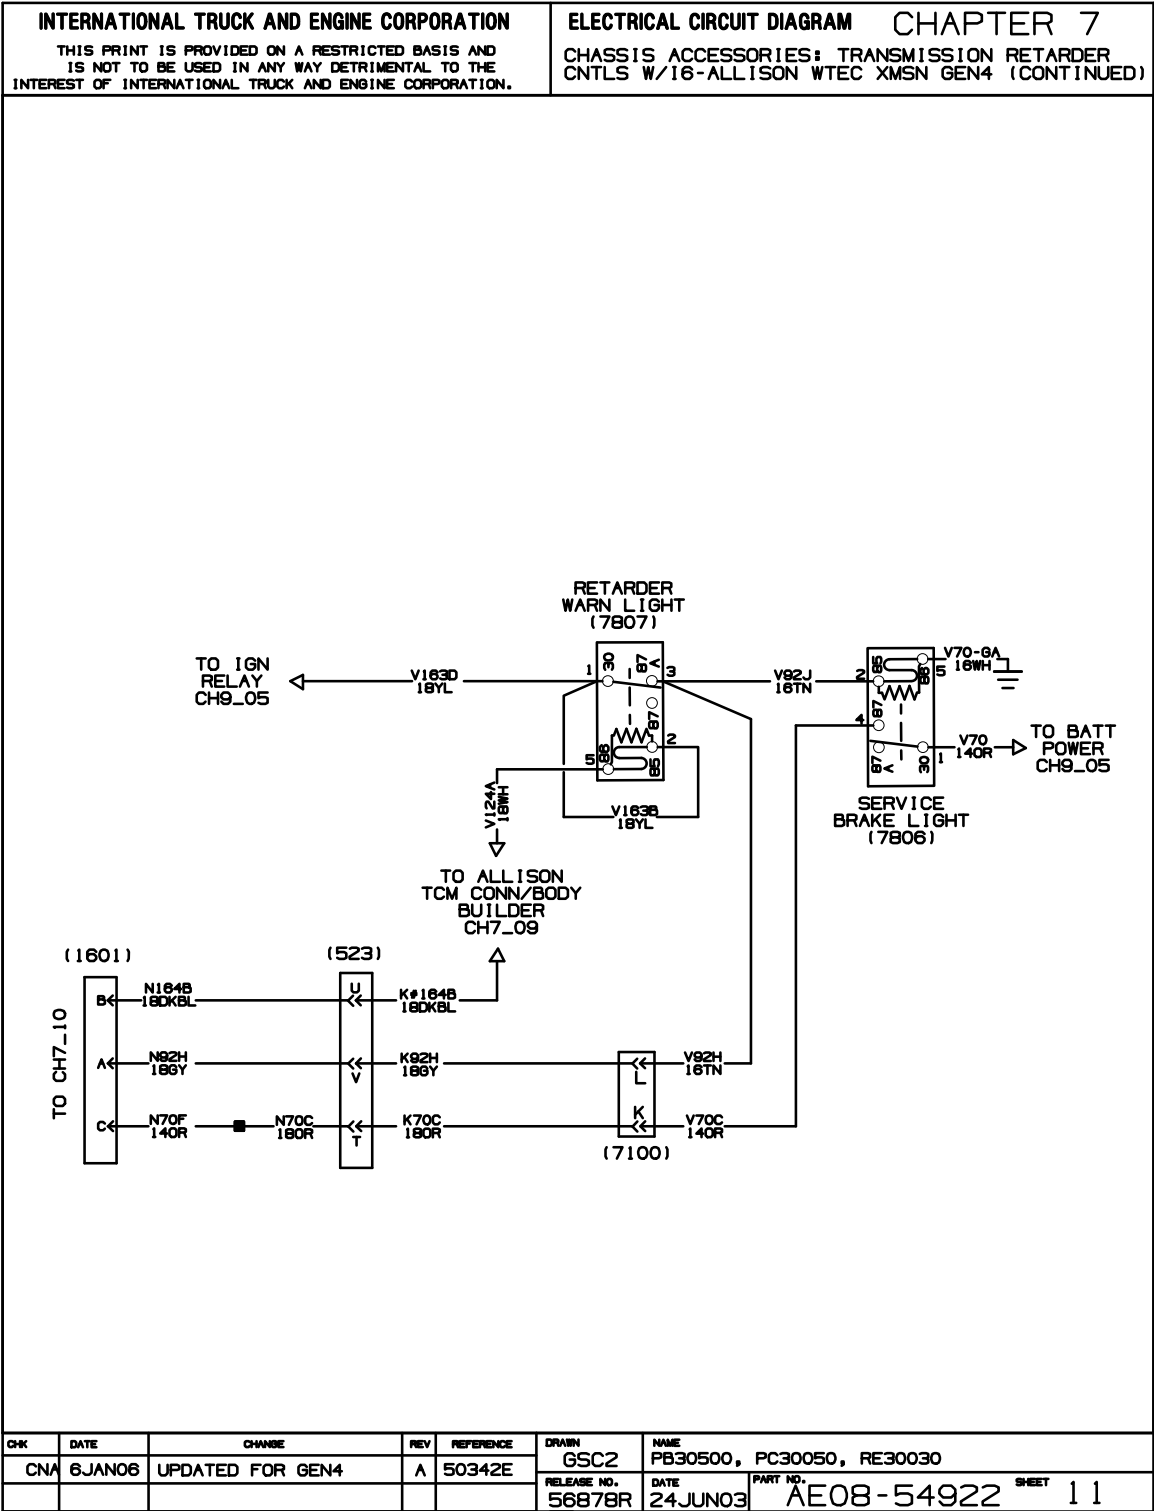 INTERNATIONAL TRUCK AND ENGINE CORPORATION
THIS PRINT IS PROVIDED ON A RESTRICTED BASIS AND
IS NOT TO BE USED IN ANY WAY DETRIMENTAL TO THE
INTEREST OF INTERNATIONAL TRUCK AND ENGINE CORPORATION.
ELECTRICAL CIRCUIT DIAGRAM CHAPTER 7
CHASSIS ACCESSORIES: TRANSMISSION RETARDER
CNTLS W/I6-ALLISON WTEC XMSN GEN4 (CONTINUED)
RETARDER
WARN LIGHT
(7807)
TO IGN
RELAY
CH9_05
V163D
18YL
1
30
87
A
3
87
86
85
2
5
V163B
18YL
V124A
18WH
V92J
16TN
2
85
86
V70-GA
16WH
5
4
87
87
A
30
1
V70
14OR
TO BATT
POWER
CH9_05
SERVICE
BRAKE LIGHT
(7806)
TO ALLISON
TCM CONN/BODY
BUILDER
CH7_09
(1601)
(523)
TO CH7_10
B
N164B
18DKBL
U
K#164B
18DKBL
A
N92H
18GY
V
K92H
18GY
L
V92H
16TN
C
N70F
14OR
N70C
18OR
T
K70C
18OR
K
V70C
14OR
(7100)
CHK DATE CHANGE REV REFERENCE
CNA 6JAN06 UPDATED FOR GEN4 A 50342E
DRAWN
GSC2
NAME
PB30500, PC30050, RE30030
RELEASE NO.
56878R
DATE
24JUN03
PART NO.
AE08-54922
SHEET 11